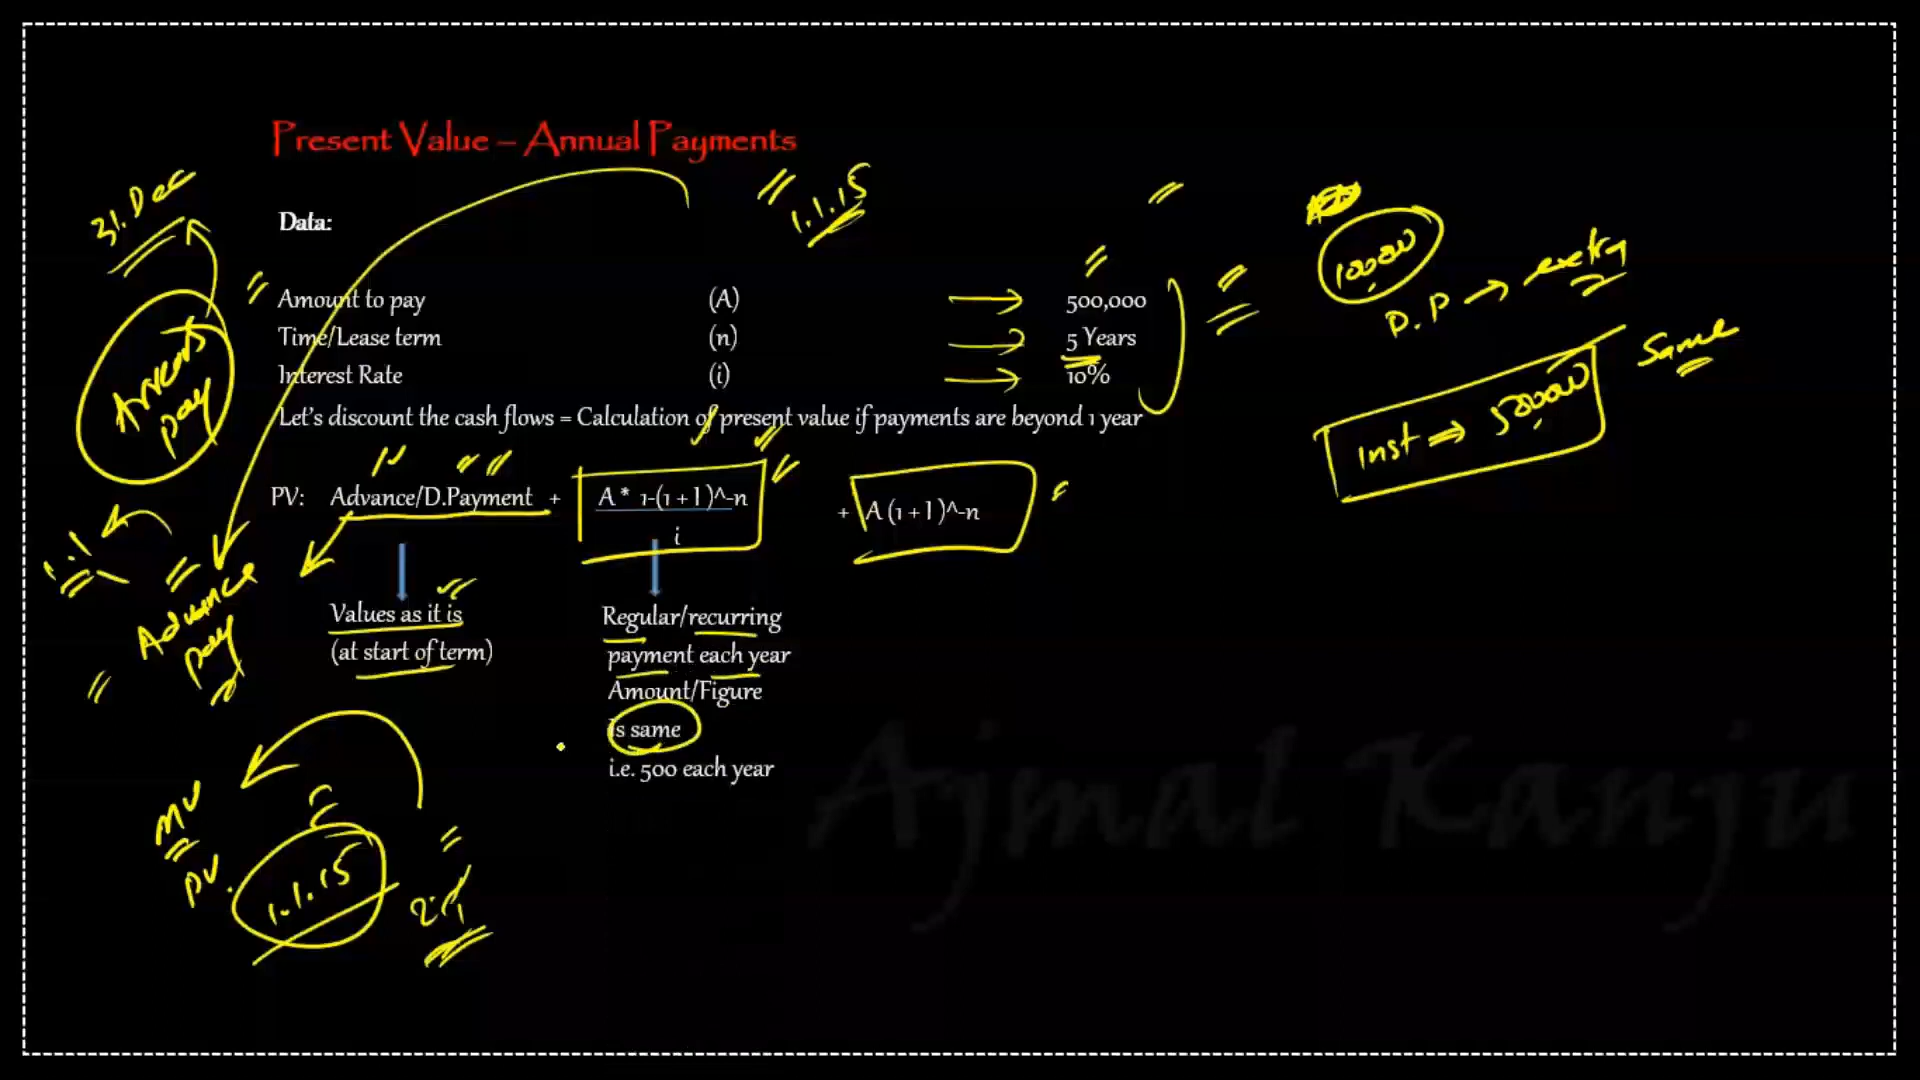 Present Value – Annual Payments
31. Dec
1.1.15
Data:
10,000
D.P → extra
Amount to pay (A) → 500,000
Time/Lease term (n) → 5 Years
Interest Rate (i) → 10%
Same
Arrears
pay
Let's discount the cash flows = Calculation of present value if payments are beyond 1 year
Inst ⇒
PV: Advance/D.Payment + A * 1-(1 + 1 )^-n + A (1 + 1 )^-n
i
1.1
Advance
pay
Values as it is
(at start of term)
Regular/recurring
payment each year
Amount/Figure
Is same
i.e. 500 each year
MV
PV.
1.1.15
Ajmal Kanju